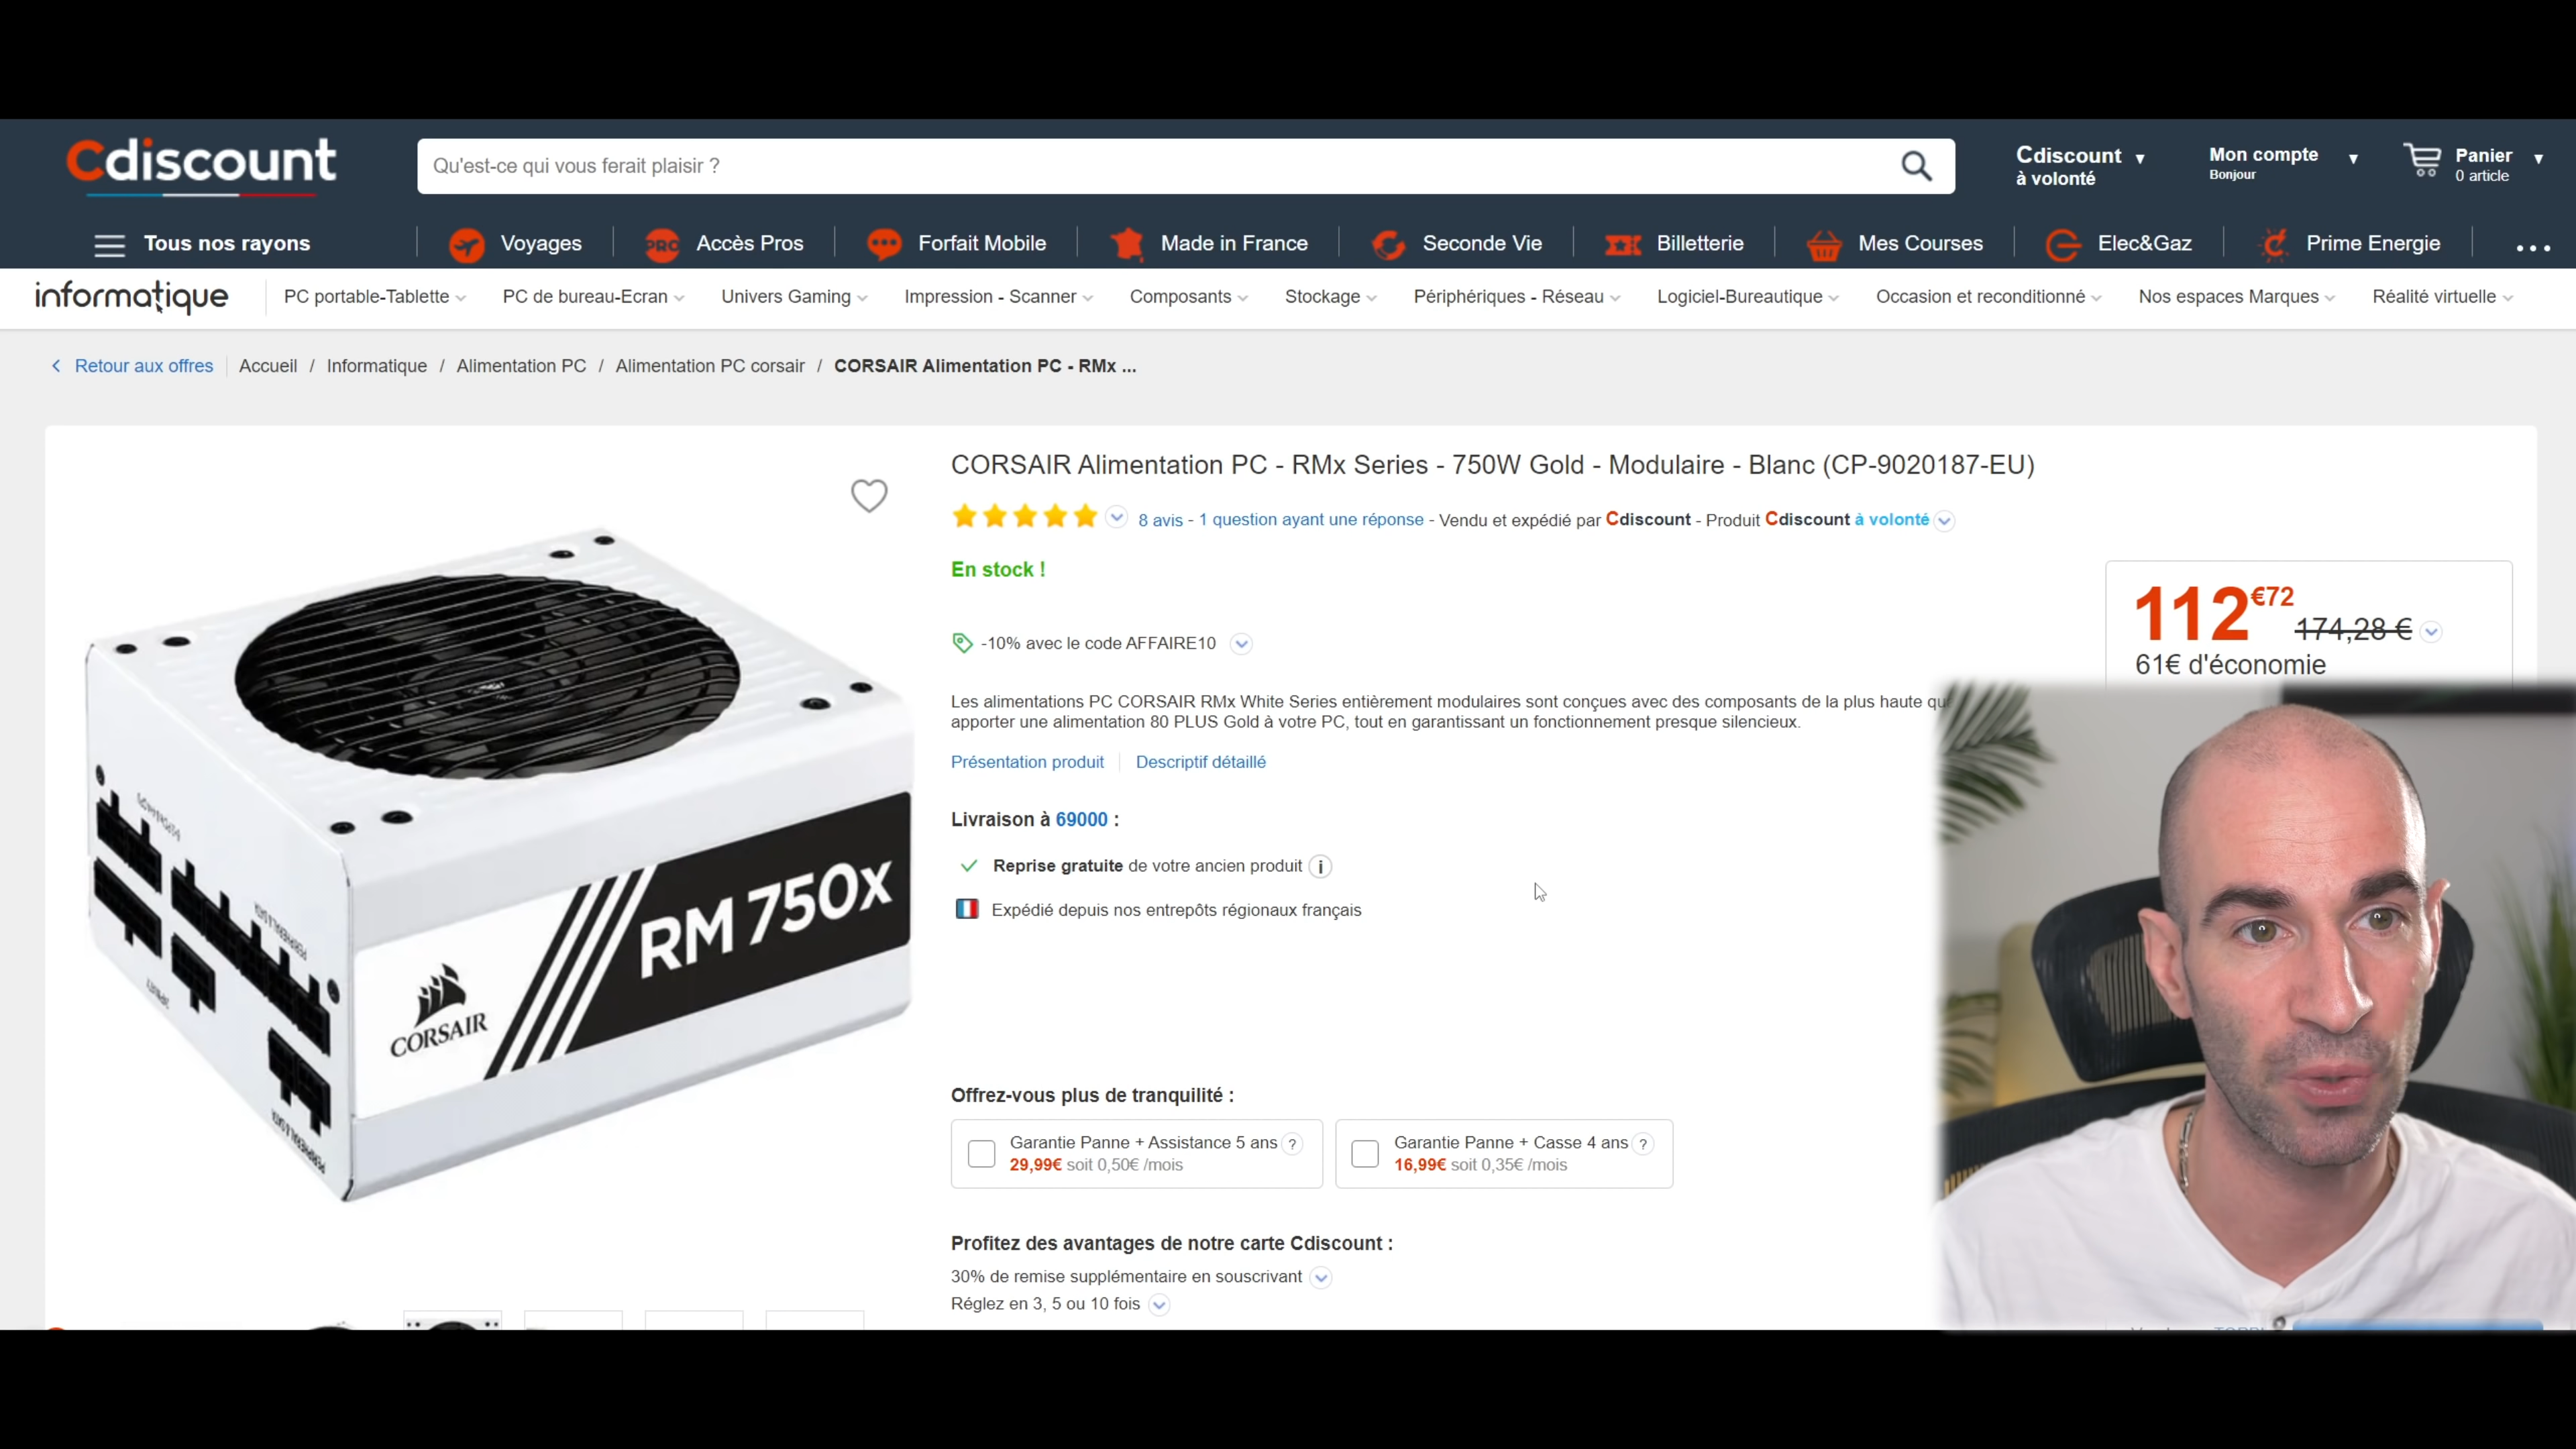 Cdiscount
Qu'est-ce qui vous ferait plaisir ?
Cdiscount
à volonté
Mon compte
Bonjour
Panier
0 article
Tous nos rayons
Voyages
PRO Accès Pros
Forfait Mobile
Made in France
Seconde Vie
Billetterie
Mes Courses
Elec&Gaz
Prime Energie
informatique
PC portable-Tablette
PC de bureau-Ecran
Univers Gaming
Impression - Scanner
Composants
Stockage
Périphériques - Réseau
Logiciel-Bureautique
Occasion et reconditionné
Nos espaces Marques
Réalité virtuelle
Retour aux offres
Accueil / Informatique / Alimentation PC / Alimentation PC corsair / CORSAIR Alimentation PC - RMx ...
CORSAIR Alimentation PC - RMx Series - 750W Gold - Modulaire - Blanc (CP-9020187-EU)
8 avis - 1 question ayant une réponse - Vendu et expédié par Cdiscount - Produit Cdiscount à volonté
En stock !
112€72
174,28 €
61€ d'économie
-10% avec le code AFFAIRE10
Les alimentations PC CORSAIR RMx White Series entièrement modulaires sont conçues avec des composants de la plus haute
apporter une alimentation 80 PLUS Gold à votre PC, tout en garantissant un fonctionnement presque silencieux.
Présentation produit
Descriptif détaillé
Livraison à 69000 :
Reprise gratuite de votre ancien produit
Expédié depuis nos entrepôts régionaux français
RM 750x
CORSAIR
Offrez-vous plus de tranquilité :
Garantie Panne + Assistance 5 ans ?
29,99€ soit 0,50€ /mois
Garantie Panne + Casse 4 ans ?
16,99€ soit 0,35€ /mois
Profitez des avantages de notre carte Cdiscount :
30% de remise supplémentaire en souscrivant
Réglez en 3, 5 ou 10 fois